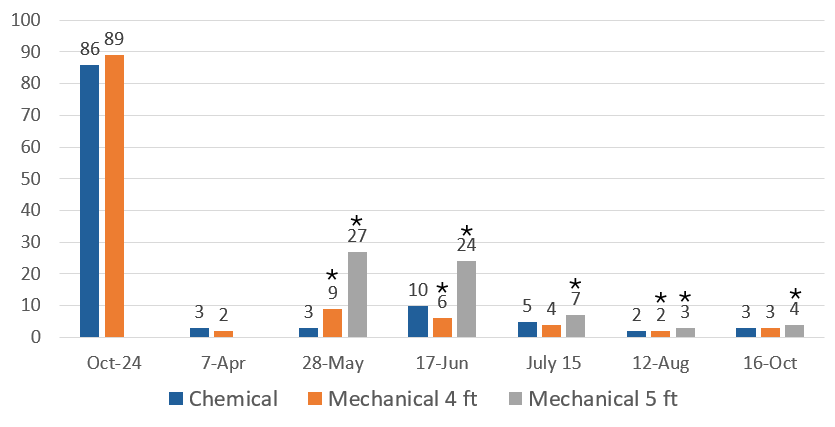 100
90
80
70
60
50
40
30
20
10
0
86 89
3 2
3 *9 *27
10 *6 *24
5 4 *7
2 *2 *3
3 3 *4
Oct-24 7-Apr 28-May 17-Jun July 15 12-Aug 16-Oct
Chemical Mechanical 4 ft Mechanical 5 ft